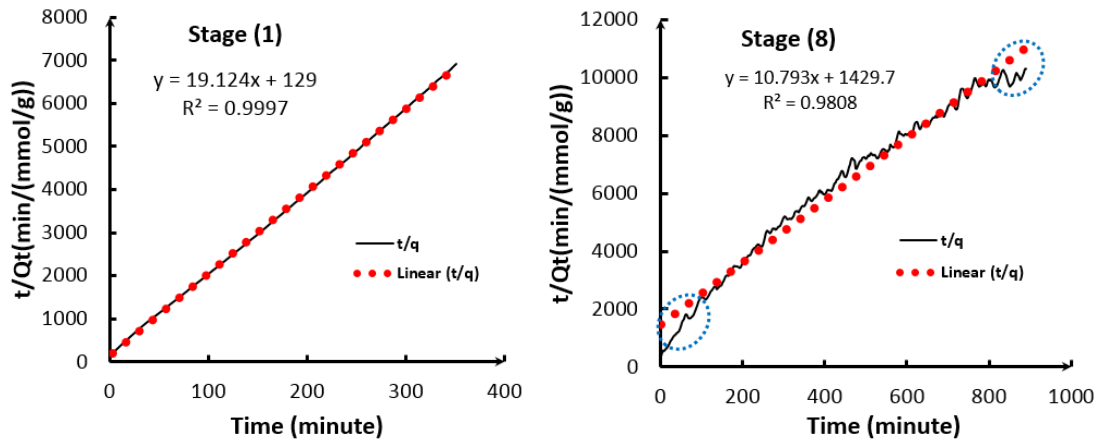 Stage (1)
y = 19.124x + 129
R² = 0.9997
t/Qt(min/(mmol/g))
8000
7000
6000
5000
4000
3000
2000
1000
0
0
100
200
300
400
Time (minute)
t/q
Linear (t/q)
Stage (8)
y = 10.793x + 1429.7
R² = 0.9808
t/Qt(min/(mmol/g))
12000
10000
8000
6000
4000
2000
0
0
200
400
600
800
1000
Time (minute)
t/q
Linear (t/q)